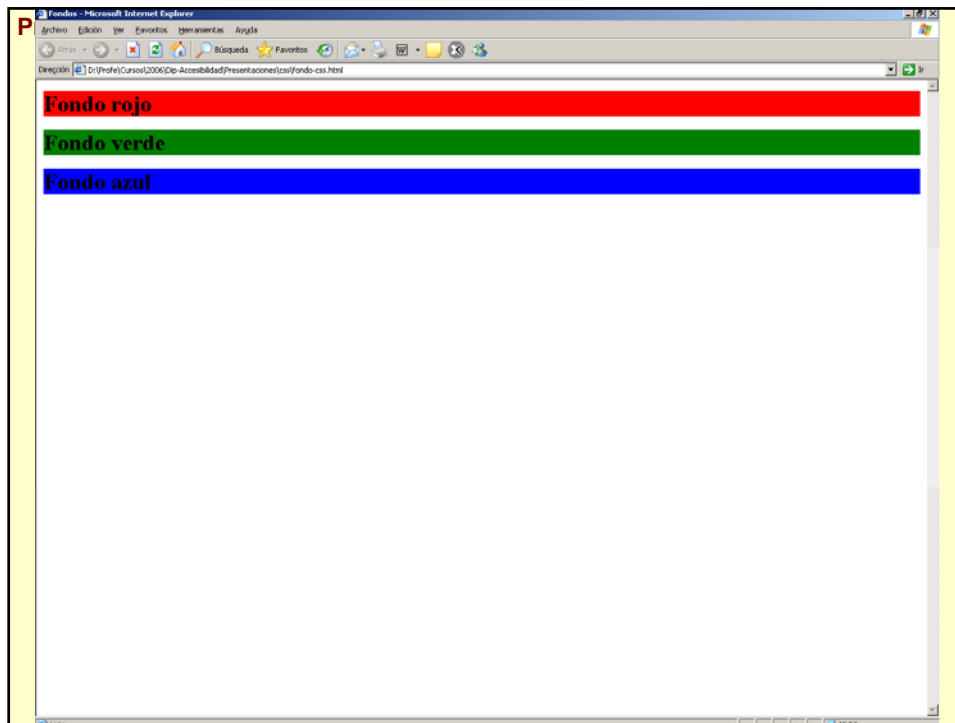 Fondos - Microsoft Internet Explorer
P
Archivo Edición Ver Favoritos Herramientas Ayuda
Atrás Búsqueda Favoritos
Dirección D:\Profe\Cursos\2006\Dip-Accesibilidad\Presentaciones\css\fondo-css.html Ir
Fondo rojo
Fondo verde
Fondo azul